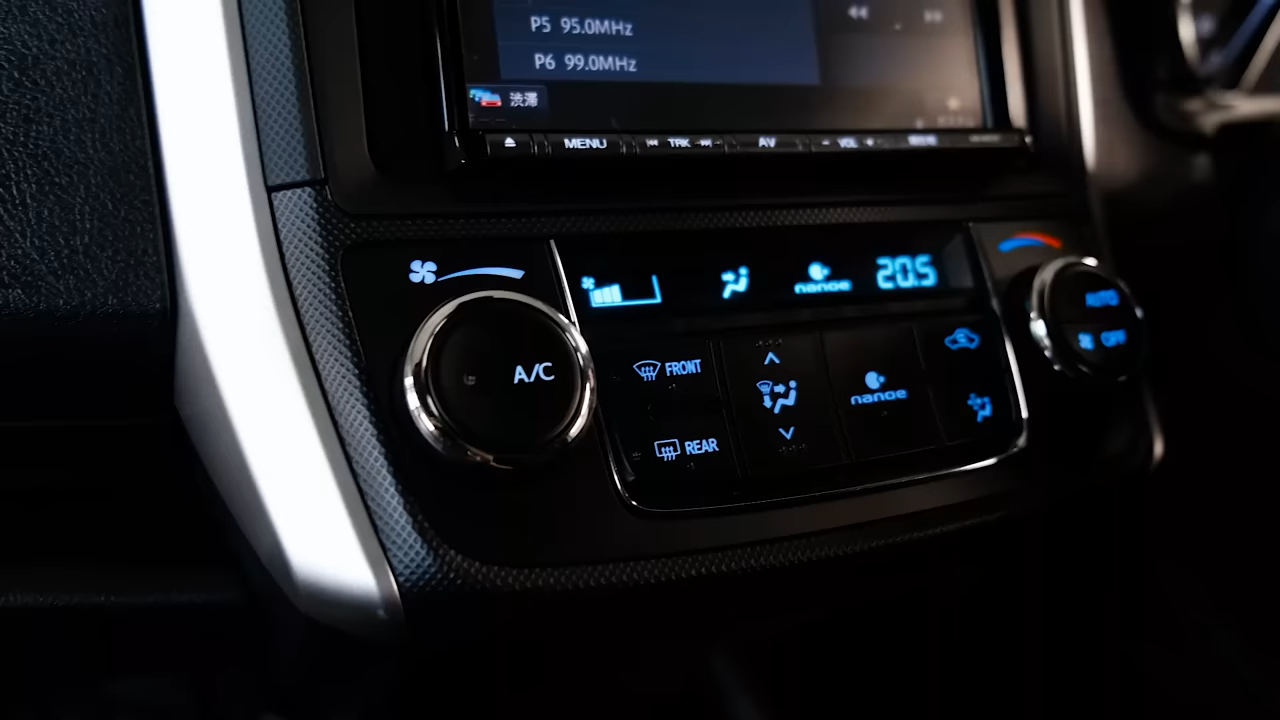 P5 95.0MHz
P6 99.0MHz
渋滞
MENU TRK AV VOL
nanoe 20.5
A/C
FRONT
REAR
nanoe
AUTO
OFF